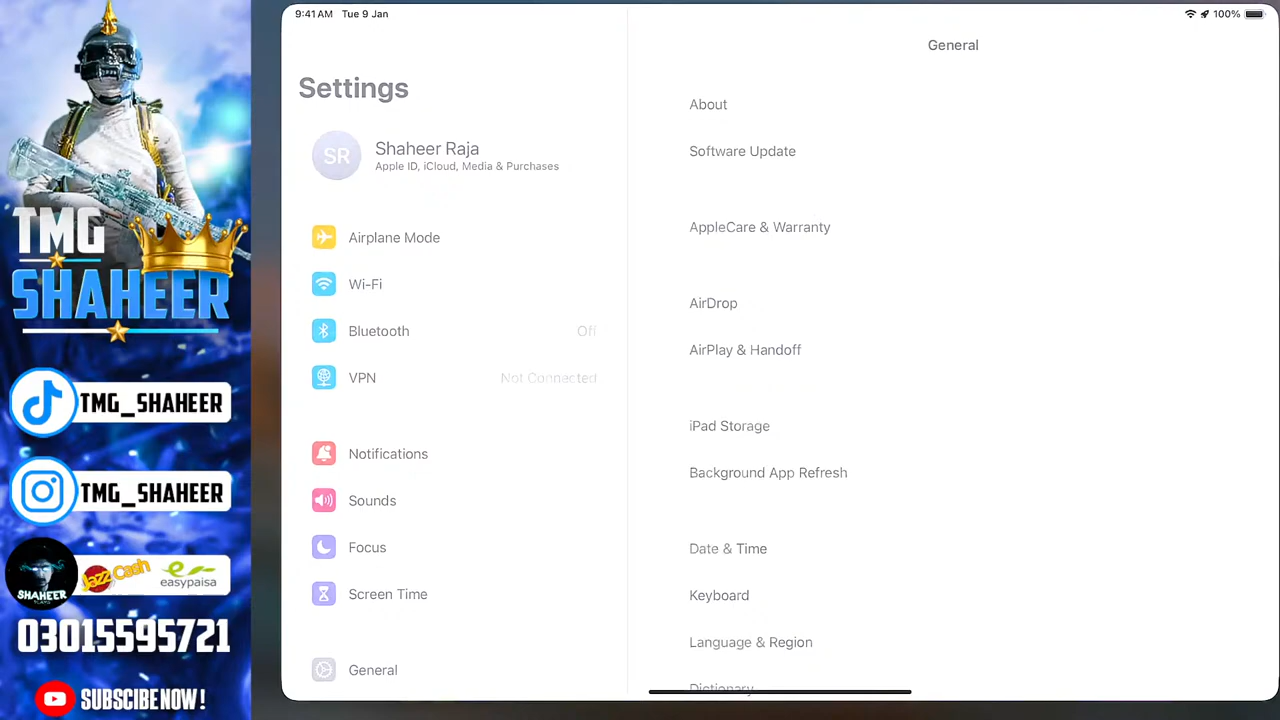 TMG
SHAHEER
TMG_SHAHEER
TMG_SHAHEER
SHAHEER
JazzCash
easypaisa
03015595721
SUBSCIBE NOW!
9:41 AM Tue 9 Jan
100%
Settings
SR
Shaheer Raja
Apple ID, iCloud, Media & Purchases
Airplane Mode
Wi-Fi
Bluetooth Off
VPN Not Connected
Notifications
Sounds
Focus
Screen Time
General
General
About
Software Update
AppleCare & Warranty
AirDrop
AirPlay & Handoff
iPad Storage
Background App Refresh
Date & Time
Keyboard
Language & Region
Dictionary